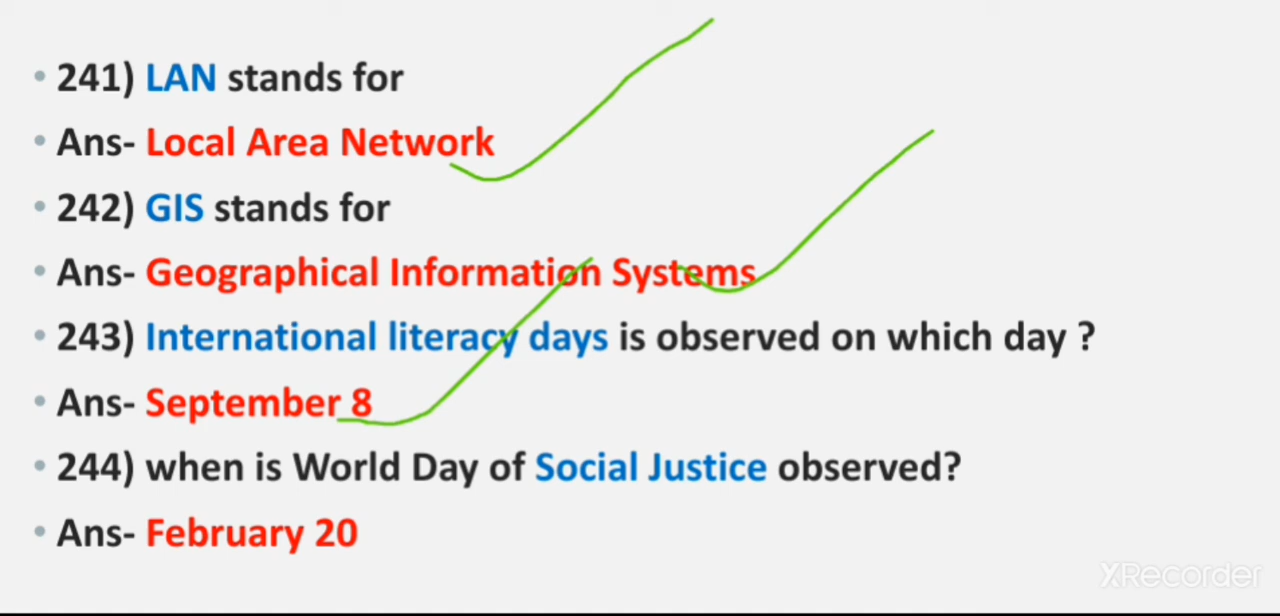 • 241) LAN stands for
• Ans- Local Area Network
• 242) GIS stands for
• Ans- Geographical Information Systems
• 243) International literacy days is observed on which day ?
• Ans- September 8
• 244) when is World Day of Social Justice observed?
• Ans- February 20
XRecorder